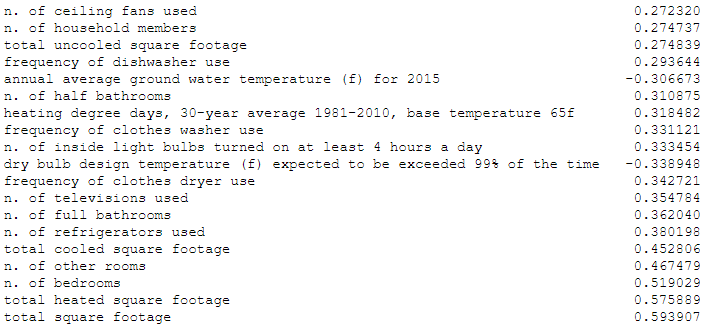 n. of ceiling fans used 0.272320
n. of household members 0.274737
total uncooled square footage 0.274839
frequency of dishwasher use 0.293644
annual average ground water temperature (f) for 2015 -0.306673
n. of half bathrooms 0.310875
heating degree days, 30-year average 1981-2010, base temperature 65f 0.318482
frequency of clothes washer use 0.331121
n. of inside light bulbs turned on at least 4 hours a day 0.333454
dry bulb design temperature (f) expected to be exceeded 99% of the time -0.338948
frequency of clothes dryer use 0.342721
n. of televisions used 0.354784
n. of full bathrooms 0.362040
n. of refrigerators used 0.380198
total cooled square footage 0.452806
n. of other rooms 0.467479
n. of bedrooms 0.519029
total heated square footage 0.575889
total square footage 0.593907